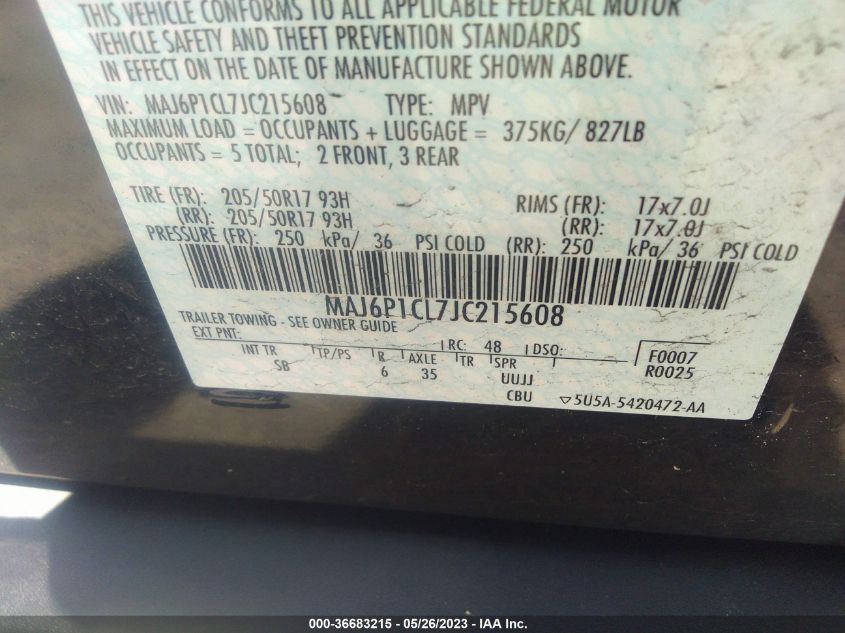 THIS VEHICLE CONFORMS TO ALL APPLICABLE FEDERAL MOTOR
VEHICLE SAFETY AND THEFT PREVENTION STANDARDS
IN EFFECT ON THE DATE OF MANUFACTURE SHOWN ABOVE.
VIN: MAJ6P1CL7JC215608 TYPE: MPV
MAXIMUM LOAD = OCCUPANTS + LUGGAGE = 375KG/ 827LB
OCCUPANTS = 5 TOTAL; 2 FRONT, 3 REAR
TIRE (FR): 205/50R17 93H RIMS (FR): 17x7.0J
(RR): 205/50R17 93H (RR): 17x7.0J
PRESSURE (FR): 250 kPa/ 36 PSI COLD (RR): 250 kPa/ 36 PSI COLD
MAJ6P1CL7JC215608
TRAILER TOWING - SEE OWNER GUIDE
EXT PNT: RC: 48 DSO: F0007
INT TR TP/PS R AXLE TR SPR R0025
SB 6 35 UUJJ
CBU 5U5A-5420472-AA
000-36683215 - 05/26/2023 - IAA Inc.